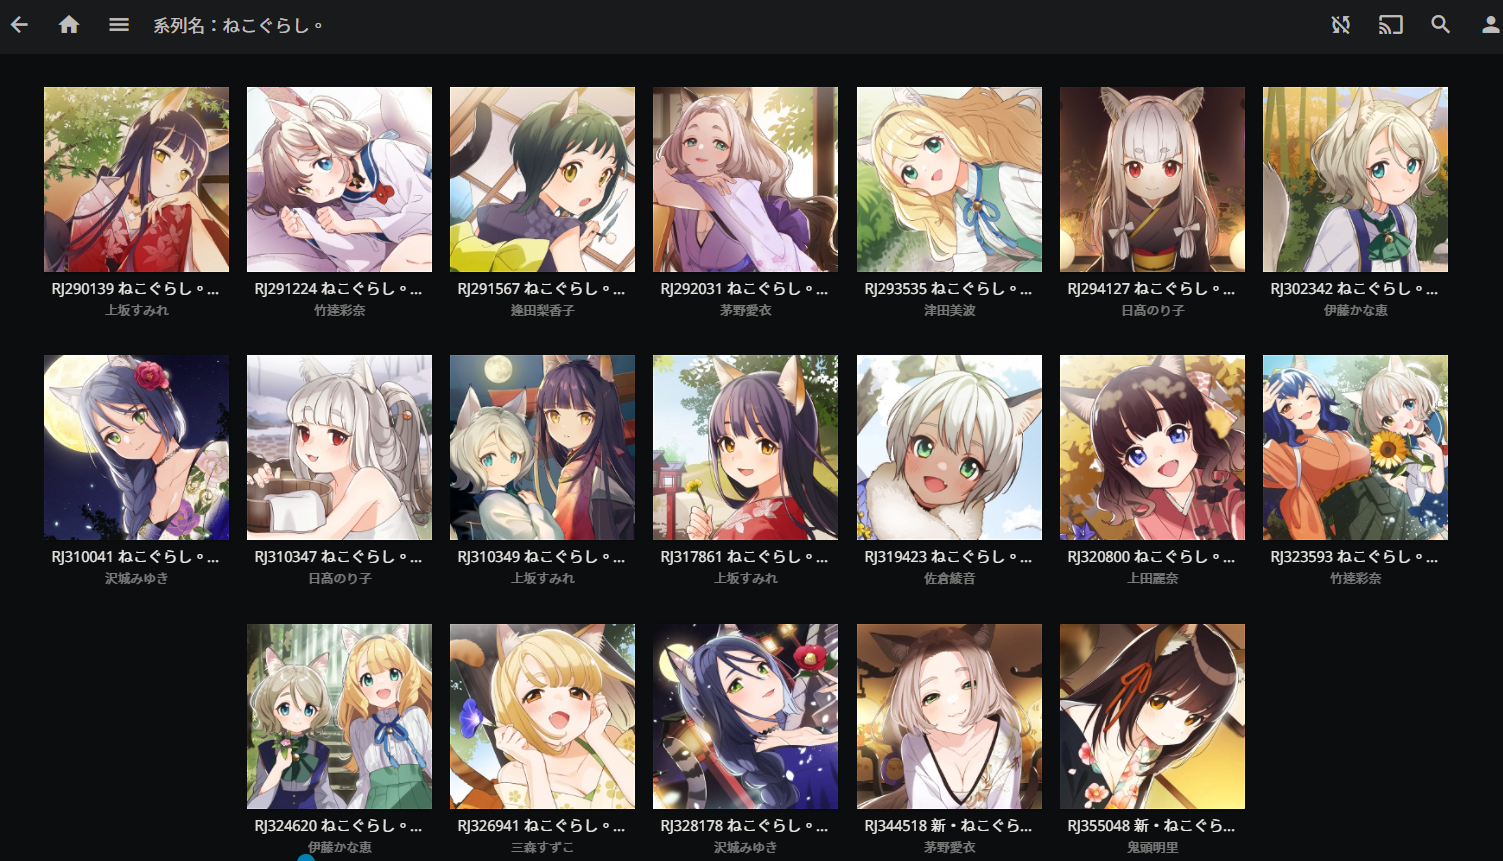 系列名：ねこぐらし。
RJ290139 ねこぐらし。...
上坂すみれ
RJ291224 ねこぐらし。...
竹達彩奈
RJ291567 ねこぐらし。...
逢田梨香子
RJ292031 ねこぐらし。...
茅野愛衣
RJ293535 ねこぐらし。...
津田美波
RJ294127 ねこぐらし。...
日髙のり子
RJ302342 ねこぐらし。...
伊藤かな恵
RJ310041 ねこぐらし。...
沢城みゆき
RJ310347 ねこぐらし。...
日髙のり子
RJ310349 ねこぐらし。...
上坂すみれ
RJ317861 ねこぐらし。...
上坂すみれ
RJ319423 ねこぐらし。...
佐倉綾音
RJ320800 ねこぐらし。...
上田麗奈
RJ323593 ねこぐらし。...
竹達彩奈
RJ324620 ねこぐらし。...
伊藤かな恵
RJ326941 ねこぐらし。...
三森すずこ
RJ328178 ねこぐらし。...
沢城みゆき
RJ344518 新・ねこぐら...
茅野愛衣
RJ355048 新・ねこぐら...
鬼頭明里